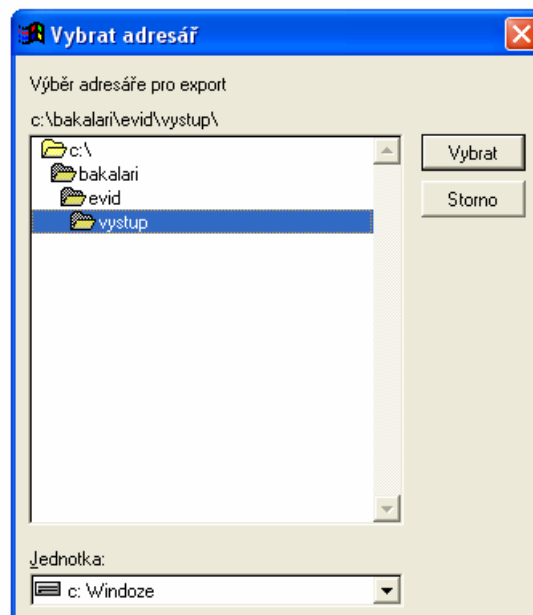 Vybrat adresář
Výběr adresáře pro export
c:\bakalari\evid\vystup\
c:\
bakalari
evid
vystup
Vybrat
Storno
Jednotka:
c: Windoze